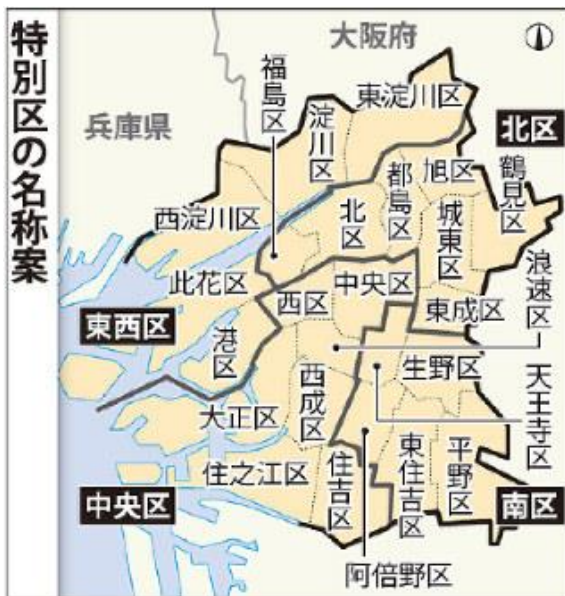 特別区の名称案
大阪府
兵庫県
福島区
淀川区
東淀川区
北区
西淀川区
北区
都島区
旭区
鶴見区
城東区
此花区
西区
中央区
東成区
浪速区
東西区
港区
西成区
生野区
天王寺区
大正区
住之江区
住吉区
東住吉区
平野区
中央区
南区
阿倍野区